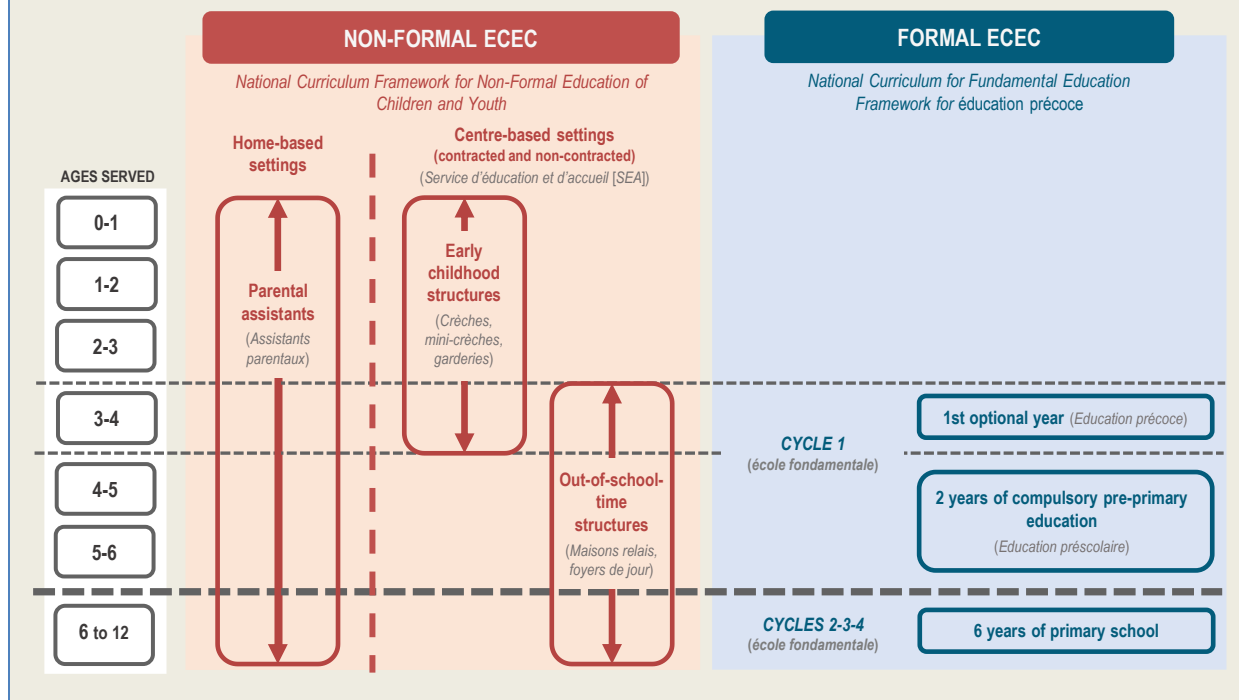 NON-FORMAL ECEC
National Curriculum Framework for Non-Formal Education of
Children and Youth
Home-based
settings
Centre-based settings
(contracted and non-contracted)
(Service d'éducation et d'accueil [SEA])
FORMAL ECEC
National Curriculum for Fundamental Education
Framework for éducation précoce
AGES SERVED
0-1
1-2
2-3
3-4
4-5
5-6
6 to 12
Parental
assistants
(Assistants
parentaux)
Early
childhood
structures
(Crèches,
mini-crèches,
garderies)
Out-of-school-
time
structures
(Maisons relais,
foyers de jour)
CYCLE 1
(école fondamentale)
1st optional year (Education précoce)
2 years of compulsory pre-primary
education
(Education préscolaire)
CYCLES 2-3-4
(école fondamentale)
6 years of primary school